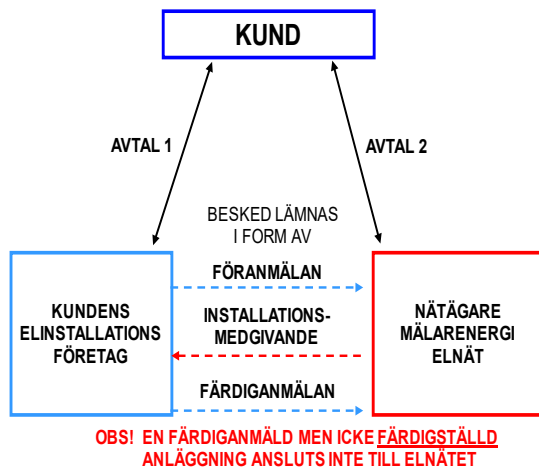 KUND
AVTAL 1
AVTAL 2
BESKED LÄMNAS
I FORM AV
FÖRANMÄLAN
KUNDENS
ELINSTALLATIONS
FÖRETAG
INSTALLATIONS-
MEDGIVANDE
NÄTÄGARE
MÄLARENERGI
ELNÄT
FÄRDIGANMÄLAN
OBS! EN FÄRDIGANMÄLD MEN ICKE FÄRDIGSTÄLLD
ANLÄGGNING ANSLUTS INTE TILL ELNÄTET